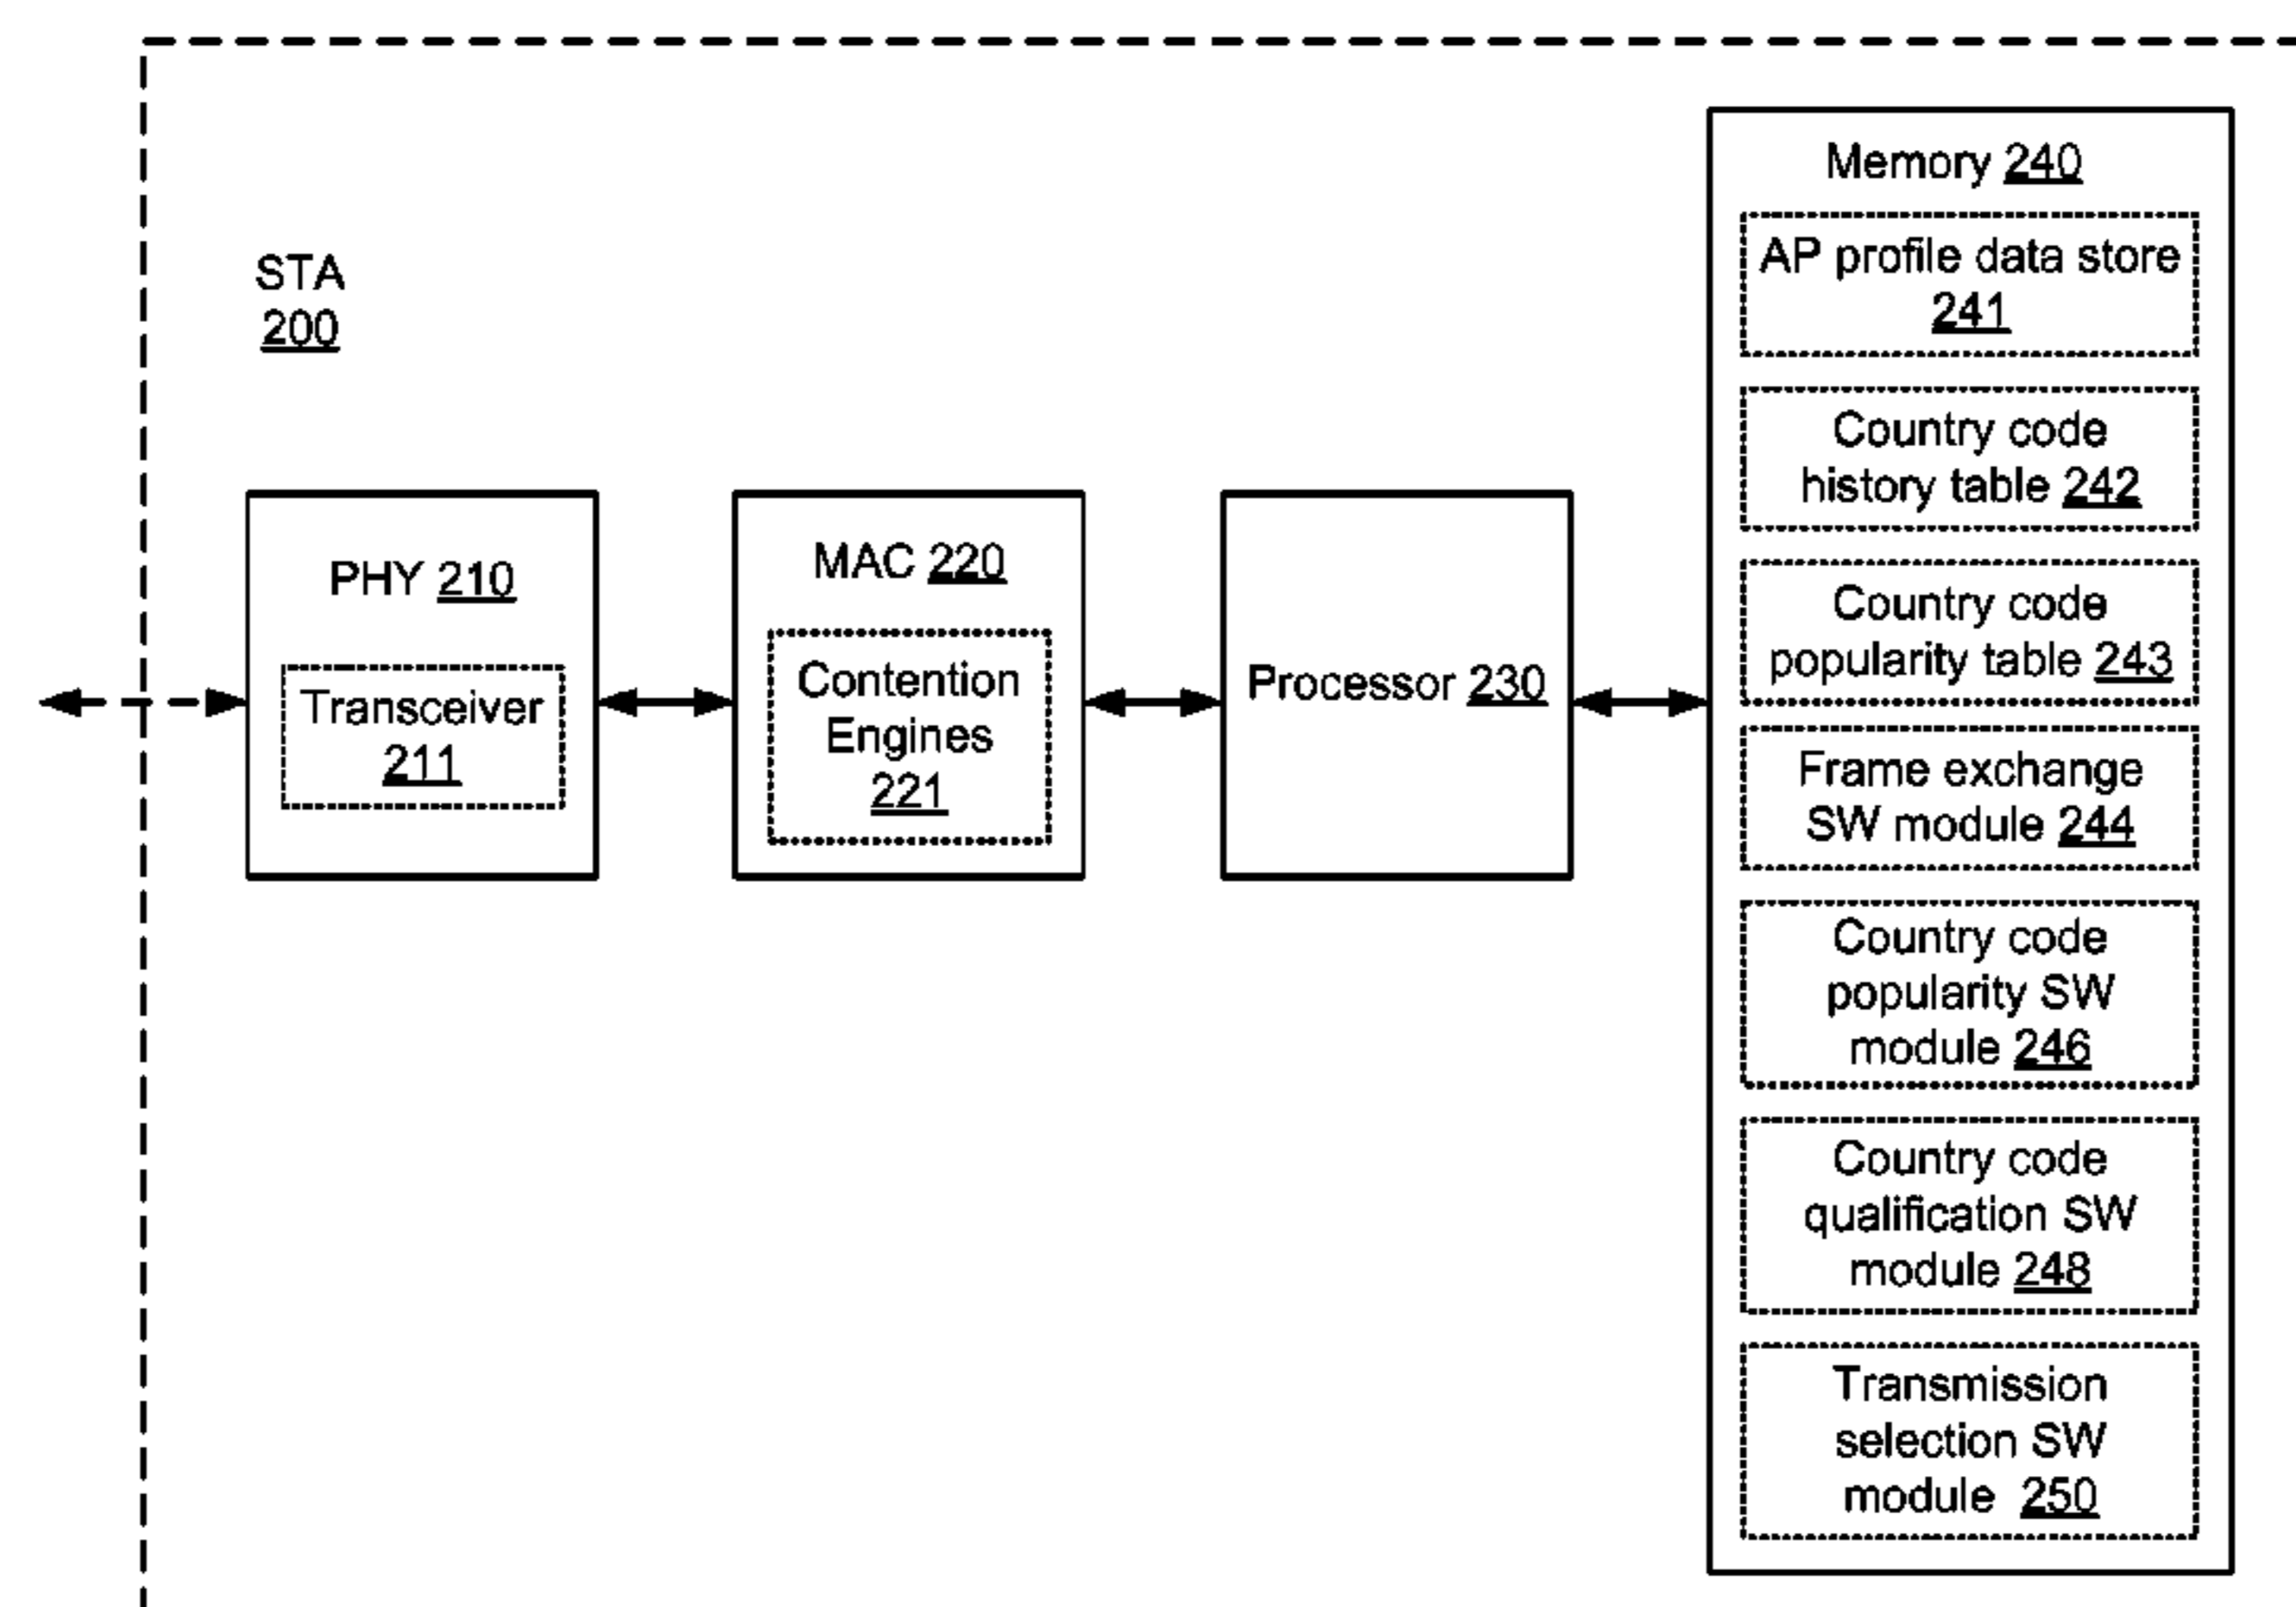 STA
200
PHY 210
Transceiver
211
MAC 220
Contention
Engines
221
Processor 230
Memory 240
AP profile data store
241
Country code
history table 242
Country code
popularity table 243
Frame exchange
SW module 244
Country code
popularity SW
module 246
Country code
qualification SW
module 248
Transmission
selection SW
module 250